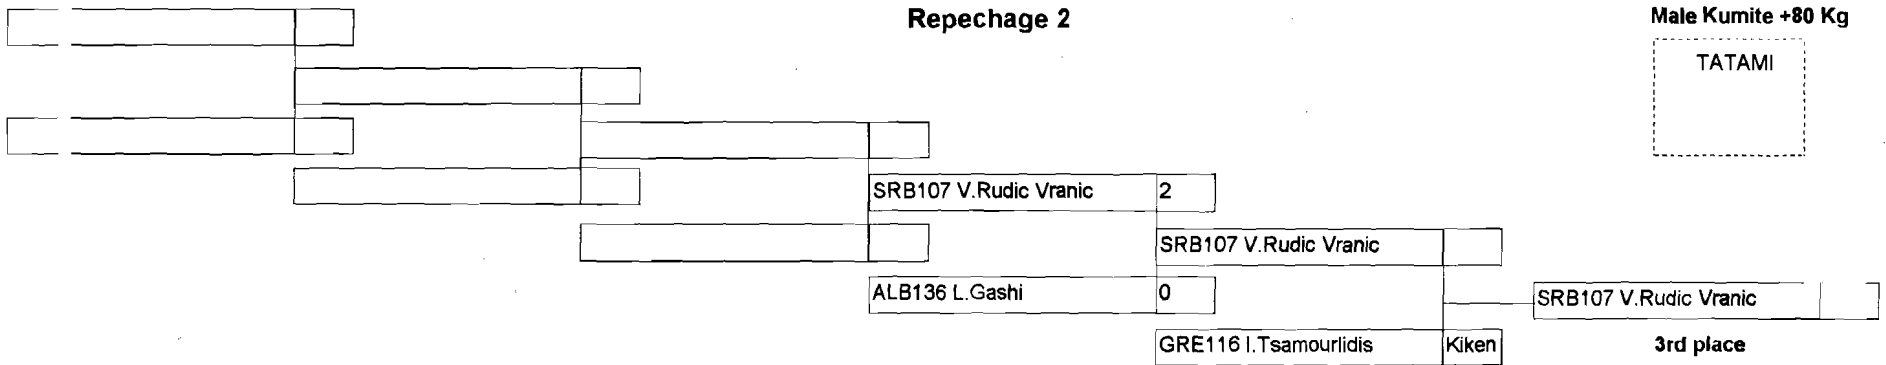 Repechage 2
Male Kumite +80 Kg
TATAMI
SRB107 V.Rudic Vranic 2
SRB107 V.Rudic Vranic
ALB136 L.Gashi 0
SRB107 V.Rudic Vranic
GRE116 I.Tsamourlidis Kiken
3rd place